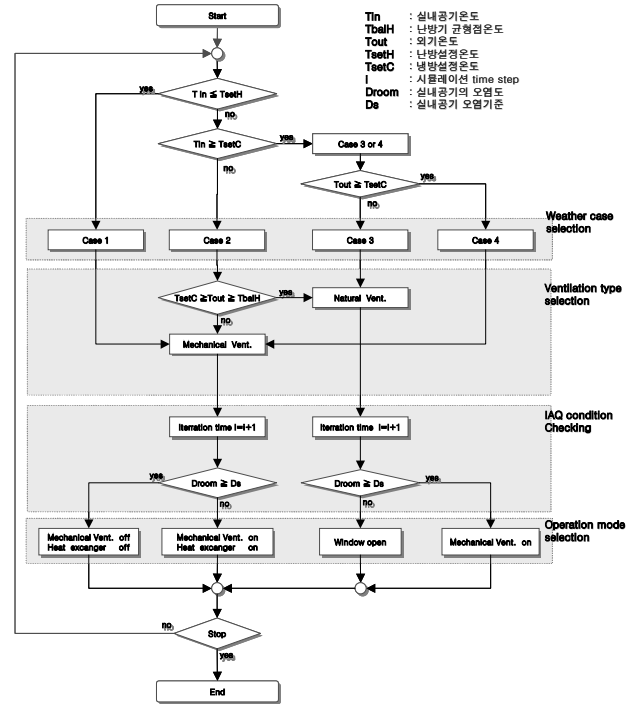 Start
Tin : 실내공기온도
TbalH : 난방기 균형점온도
Tout : 외기온도
TsetH : 난방설정온도
TsetC : 냉방설정온도
I : 시뮬레이션 time step
Droom : 실내공기의 오염도
Ds : 실내공기 오염기준
T in ≦ TsetH
yes
no
Tin ≧ TsetC
yes
no
Case 3 or 4
Tout ≧ TsetC
yes
no
Weather case
selection
Case 1
Case 2
Case 3
Case 4
Ventilation type
selection
TsetC ≧Tout ≧ TbalH
yes
no
Natural Vent.
Mechanical Vent.
IAQ condition
Checking
Iterration time I=I+1
Iterration time I=I+1
Droom ≧ Ds
yes
no
Droom ≧ Ds
yes
no
Operation mode
selection
Mechanical Vent. off
Heat excanger off
Mechanical Vent. on
Heat excanger on
Window open
Mechanical Vent. on
Stop
no
yes
End